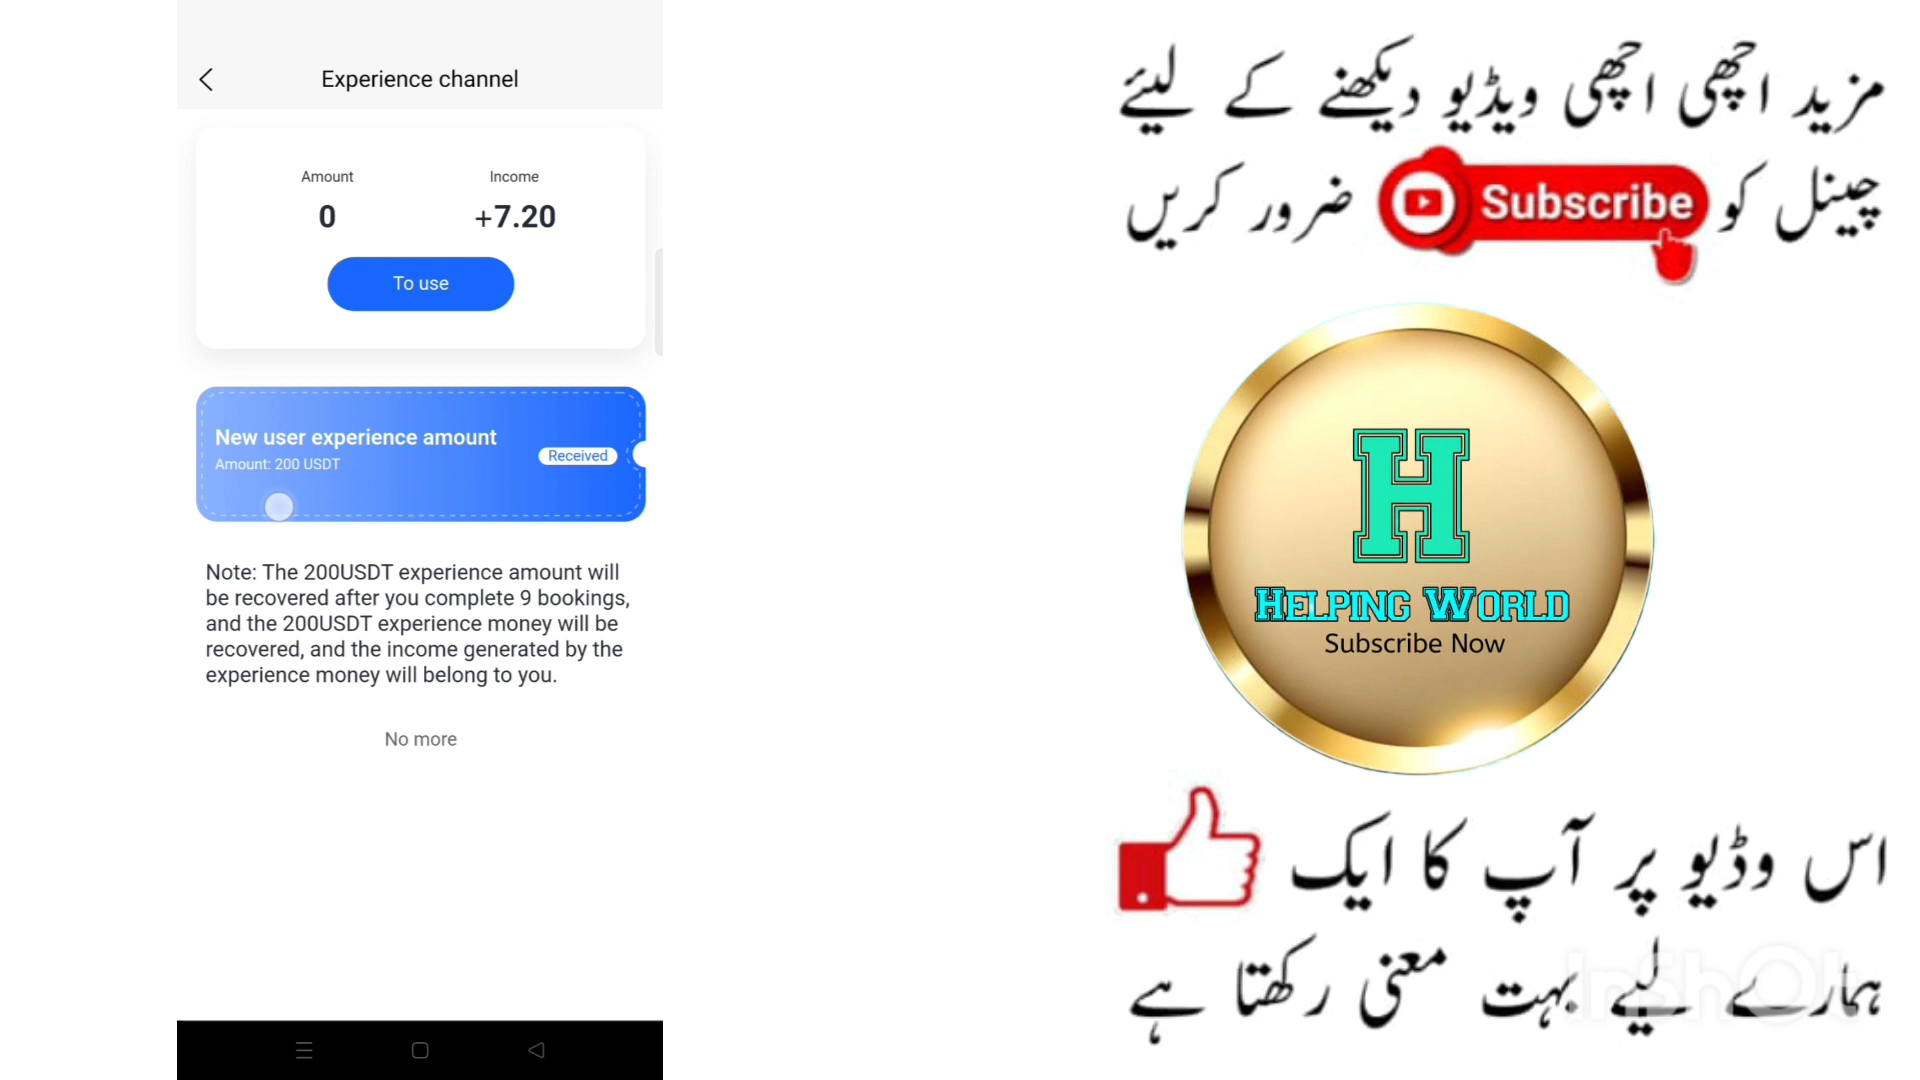 Experience channel
Amount
Income
0
+7.20
To use
New user experience amount
Amount: 200 USDT
Received
Note: The 200USDT experience amount will
be recovered after you complete 9 bookings,
and the 200USDT experience money will be
recovered, and the income generated by the
experience money will belong to you.
No more
مزید اچھی اچھی ویڈیو دیکھنے کے لیئے
چینل کو Subscribe ضرور کریں
H
HELPING WORLD
Subscribe Now
اس وڈیو پر آپ کا ایک
ہمارے لیے بہت معنی رکھتا ہے
InShOt